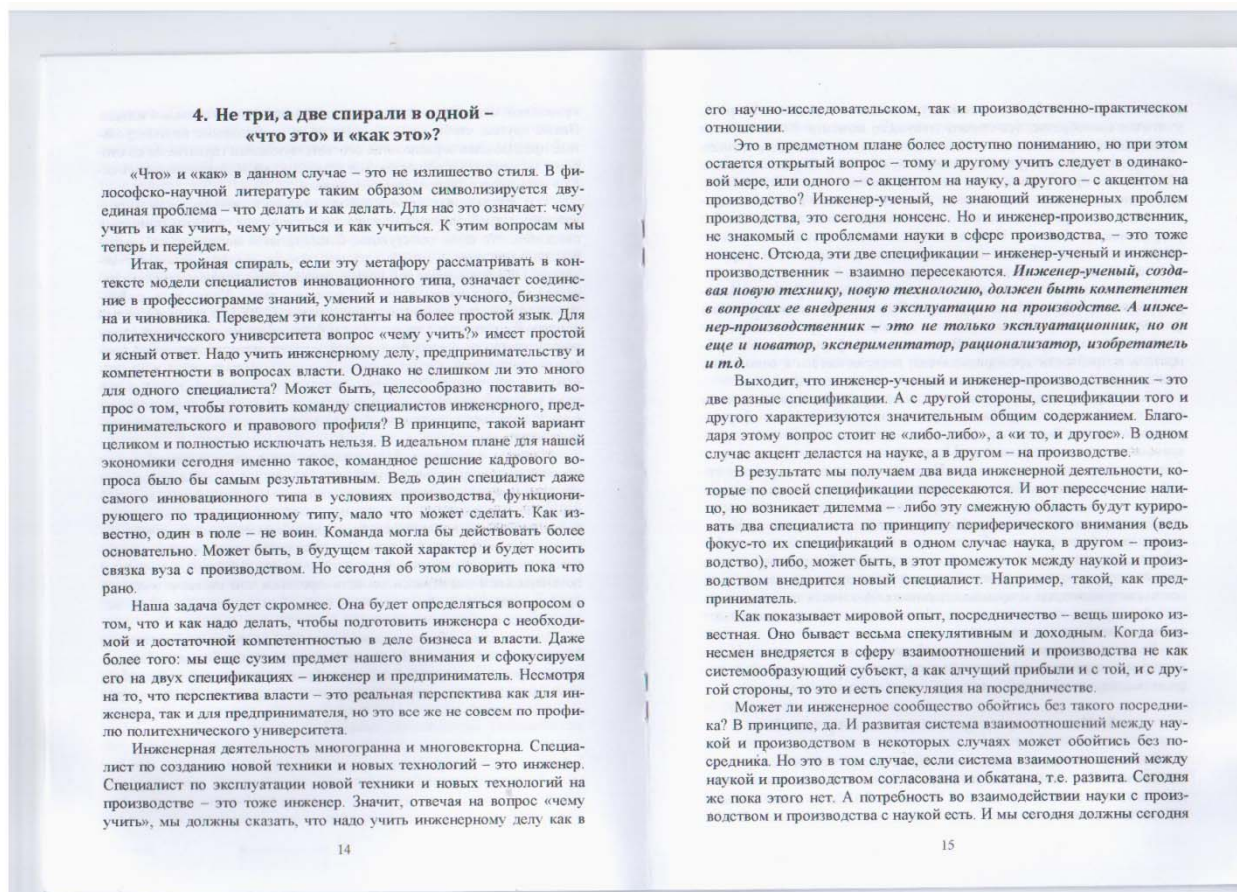 4. Не три, а две спирали в одной –
«что это» и «как это»?
«Что» и «как» в данном случае – это не излишество стиля. В фи-
лософско-научной литературе таким образом символизируется дву-
единая проблема – что делать и как делать. Для нас это означает: чему
учить и как учить, чему учиться и как учиться. К этим вопросам мы
теперь и перейдем.
Итак, тройная спираль, если эту метафору рассматривать в кон-
тексте модели специалистов инновационного типа, означает соедине-
ние в профессиограмме знаний, умений и навыков ученого, бизнесме-
на и чиновника. Переведем эти константы на более простой язык. Для
политехнического университета вопрос «чему учить?» имеет простой
и ясный ответ. Надо учить инженерному делу, предпринимательству и
компетентности в вопросах власти. Однако не слишком ли это много
для одного специалиста? Может быть, целесообразно поставить во-
прос о том, чтобы готовить команду специалистов инженерного, пред-
принимательского и правового профиля? В принципе, такой вариант
целиком и полностью исключать нельзя. В идеальном плане для нашей
экономики сегодня именно такое, командное решение кадрового во-
проса было бы самым результативным. Ведь один специалист даже
самого инновационного типа в условиях производства, функциони-
рующего по традиционному типу, мало что может сделать. Как из-
вестно, один в поле – не воин. Команда могла бы действовать более
основательно. Может быть, в будущем такой характер и будет носить
связка вуза с производством. Но сегодня об этом говорить пока что
рано.
Наша задача будет скромнее. Она будет определяться вопросом о
том, что и как надо делать, чтобы подготовить инженера с необходи-
мой и достаточной компетентностью в деле бизнеса и власти. Даже
более того: мы еще сузим предмет нашего внимания и сфокусируем
его на двух спецификациях – инженер и предприниматель. Несмотря
на то, что перспектива власти – это реальная перспектива как для ин-
женера, так и для предпринимателя, но это все же не совсем по профи-
лю политехнического университета.
Инженерная деятельность многогранна и многовекторна. Специа-
лист по созданию новой техники и новых технологий – это инженер.
Специалист по эксплуатации новой техники и новых технологий на
производстве – это тоже инженер. Значит, отвечая на вопрос «чему
учить», мы должны сказать, что надо учить инженерному делу как в
14
его научно-исследовательском, так и производственно-практическом
отношении.
Это в предметном плане более доступно пониманию, но при этом
остается открытый вопрос – тому и другому учить следует в одинако-
вой мере, или одного – с акцентом на науку, а другого – с акцентом на
производство? Инженер-ученый, не знающий инженерных проблем
производства, это сегодня нонсенс. Но и инженер-производственник,
не знакомый с проблемами науки в сфере производства, – это тоже
нонсенс. Отсюда, эти две спецификации – инженер-ученый и инженер-
производственник – взаимно пересекаются. Инженер-ученый, созда-
вая новую технику, новую технологию, должен быть компетентен
в вопросах ее внедрения в эксплуатацию на производстве. А инже-
нер-производственник – это не только эксплуатационник, но он
еще и новатор, экспериментатор, рационализатор, изобретатель
и т.д.
Выходит, что инженер-ученый и инженер-производственник – это
две разные спецификации. А с другой стороны, спецификации того и
другого характеризуются значительным общим содержанием. Благо-
даря этому вопрос стоит не «либо-либо», а «и то, и другое». В одном
случае акцент делается на науке, а в другом – на производстве.
В результате мы получаем два вида инженерной деятельности, ко-
торые по своей спецификации пересекаются. И вот пересечение нали-
цо, но возникает дилемма – либо эту смежную область будут куриро-
вать два специалиста по принципу периферического внимания (ведь
фокус-то их спецификаций в одном случае наука, в другом – произ-
водство), либо, может быть, в этот промежуток между наукой и произ-
водством внедрится новый специалист. Например, такой, как пред-
приниматель.
Как показывает мировой опыт, посредничество – вещь широко из-
вестная. Оно бывает весьма спекулятивным и доходным. Когда биз-
несмен внедряется в сферу взаимоотношений и производства не как
системообразующий субъект, а как алчущий прибыли и с той, и с дру-
гой стороны, то это и есть спекуляция на посредничестве.
Может ли инженерное сообщество обойтись без такого посредни-
ка? В принципе, да. И развитая система взаимоотношений между нау-
кой и производством в некоторых случаях может обойтись без по-
средника. Но это в том случае, если система взаимоотношений между
наукой и производством согласована и обкатана, т.е. развита. Сегодня
же пока этого нет. А потребность во взаимодействии науки с произ-
водством и производства с наукой есть. И мы сегодня должны сегодня
15